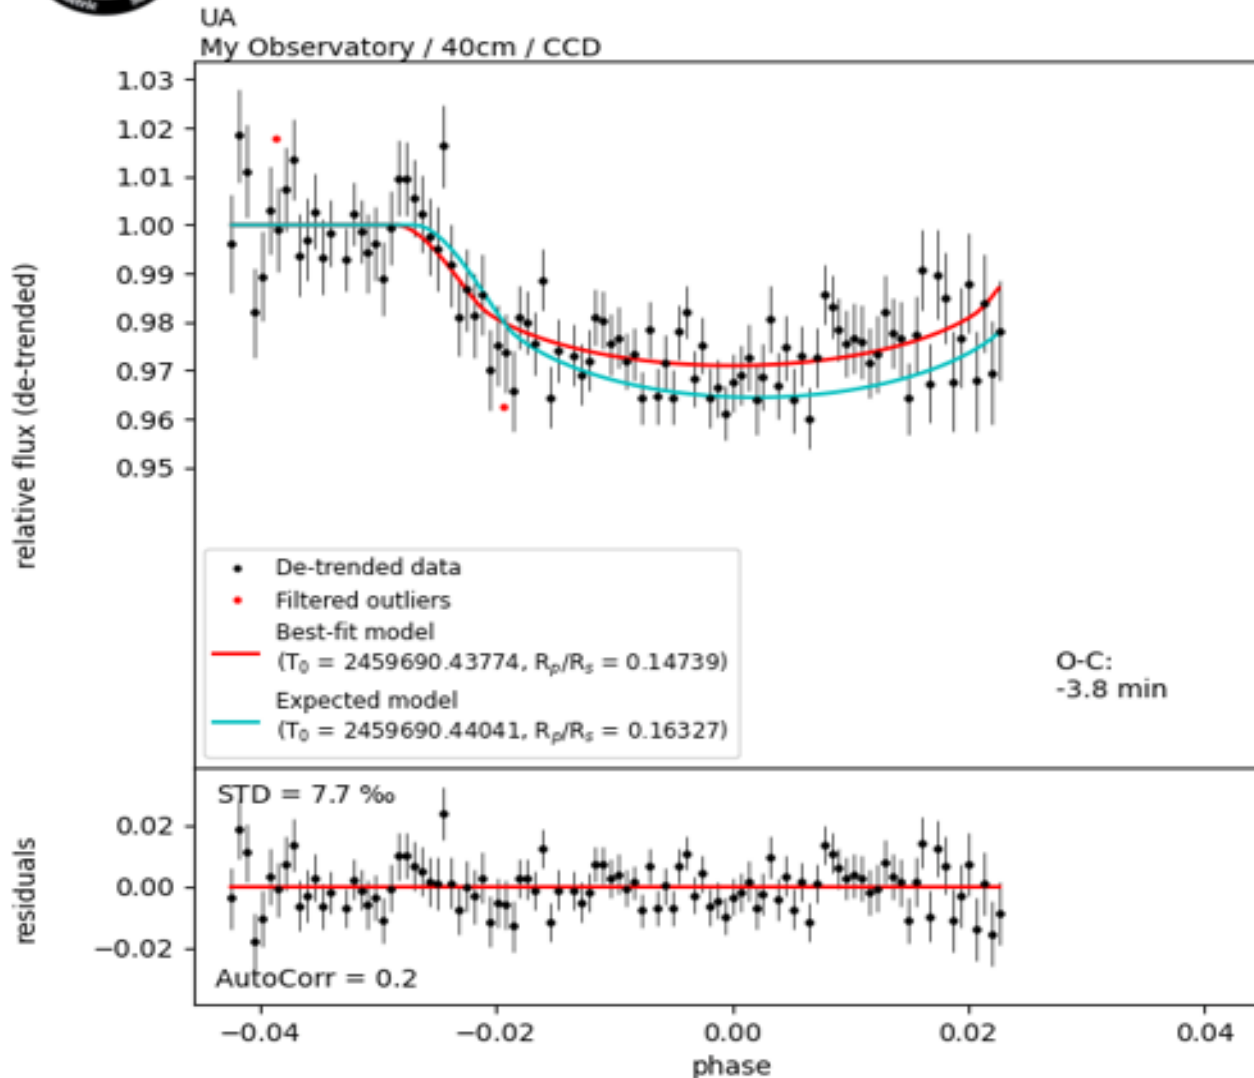 UA
My Observatory / 40cm / CCD
1.03
1.02
1.01
1.00
0.99
0.98
0.97
0.96
0.95
relative flux (de-trended)
De-trended data
Filtered outliers
Best-fit model
(T₀ = 2459690.43774, Rₚ/Rₛ = 0.14739)
Expected model
(T₀ = 2459690.44041, Rₚ/Rₛ = 0.16327)
O-C:
-3.8 min
STD = 7.7 ‰
0.02
0.00
−0.02
residuals
AutoCorr = 0.2
−0.04 −0.02 0.00 0.02 0.04
phase